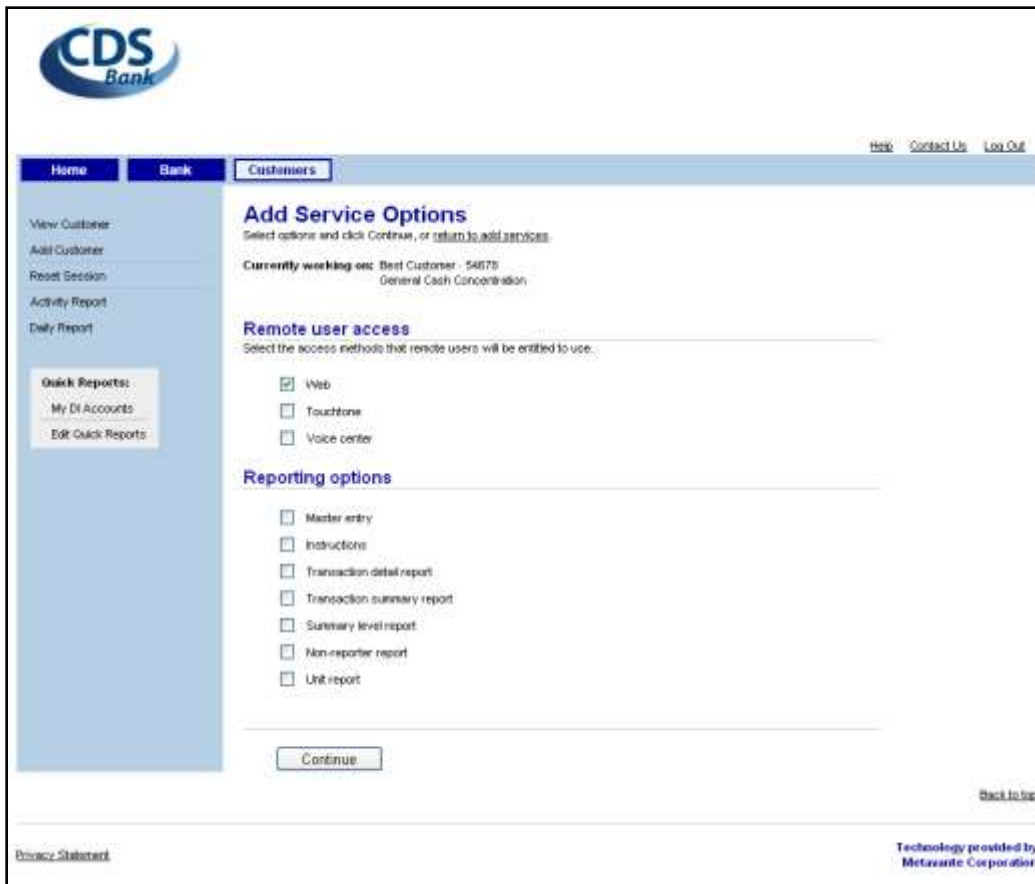 CDS
Bank
Help Contact Us Log Out
Home Bank Customers
View Customer
Add Customer
Reset Session
Activity Report
Daily Report
Quick Reports:
My DI Accounts
Edit Quick Reports
Add Service Options
Select options and click Continue, or return to add services.
Currently working on: Best Customer - 54678
General Cash Concentration
Remote user access
Select the access methods that remote users will be entitled to use.
Web
Touchtone
Voice center
Reporting options
Master entry
Instructions
Transaction detail report
Transaction summary report
Summary level report
Non-reporter report
Unit report
Continue
Back to top
Privacy Statement
Technology provided by
Metavante Corporation